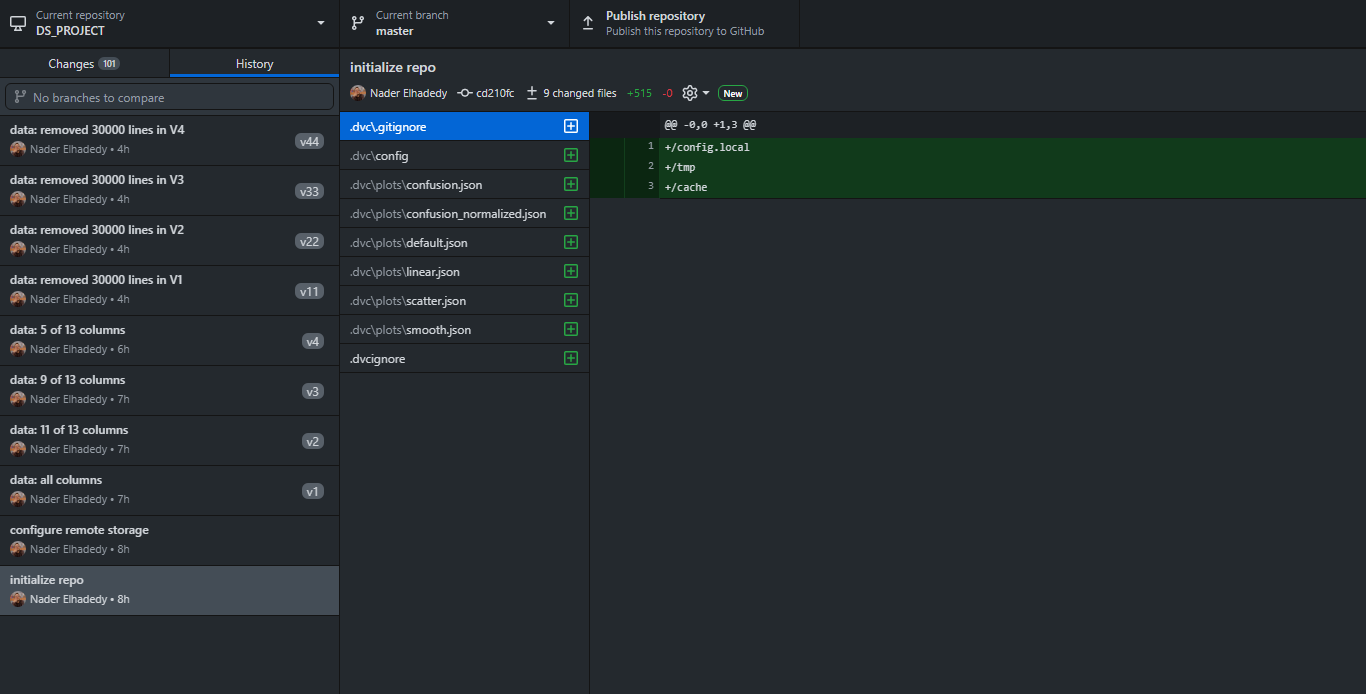 Current repository
DS_PROJECT
Current branch
master
Publish repository
Publish this repository to GitHub
Changes 101
History
No branches to compare
data: removed 30000 lines in V4
Nader Elhadedy • 4h
v44
data: removed 30000 lines in V3
Nader Elhadedy • 4h
v33
data: removed 30000 lines in V2
Nader Elhadedy • 4h
v22
data: removed 30000 lines in V1
Nader Elhadedy • 4h
v11
data: 5 of 13 columns
Nader Elhadedy • 6h
v4
data: 9 of 13 columns
Nader Elhadedy • 7h
v3
data: 11 of 13 columns
Nader Elhadedy • 7h
v2
data: all columns
Nader Elhadedy • 7h
v1
configure remote storage
Nader Elhadedy • 8h
initialize repo
Nader Elhadedy • 8h
initialize repo
Nader Elhadedy cd210fc 9 changed files +515 -0 New
.dvc\.gitignore
.dvc\config
.dvc\plots\confusion.json
.dvc\plots\confusion_normalized.json
.dvc\plots\default.json
.dvc\plots\linear.json
.dvc\plots\scatter.json
.dvc\plots\smooth.json
.dvcignore
@@ -0,0 +1,3 @@
1 +/config.local
2 +/tmp
3 +/cache